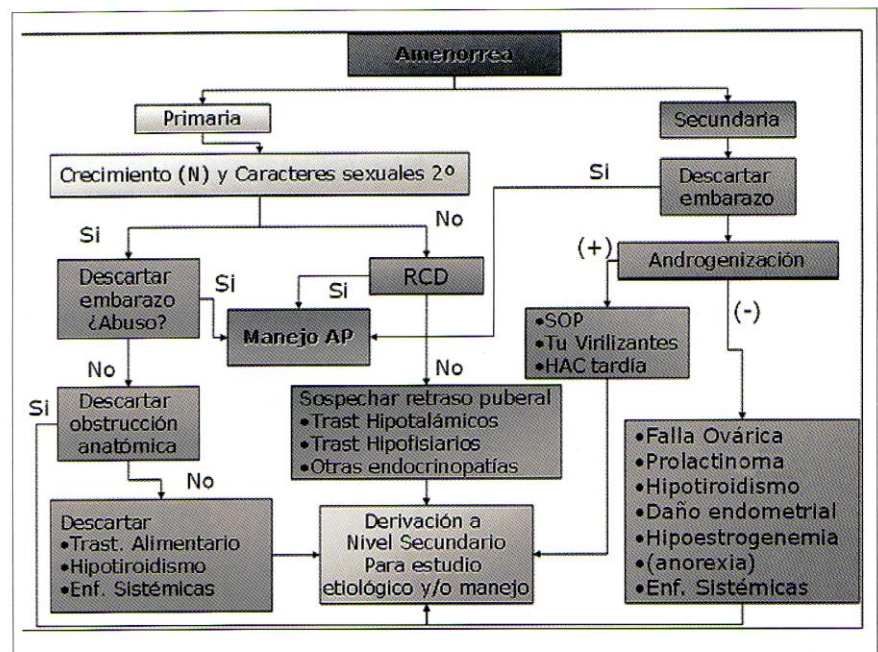 Amenorrea
Primaria
Secundaria
Crecimiento (N) y Caracteres sexuales 2º
Si
Descartar
embarazo
No
Si
(+)
Androgenización
Descartar
embarazo
¿Abuso?
Si
Si
RCD
(-)
Manejo AP
•SOP
•Tu Virilizantes
•HAC tardía
No
No
Si
Descartar
obstrucción
anatómica
Sospechar retraso puberal
•Trast Hipotalámicos
•Trast Hipofisiarios
•Otras endocrinopatías
•Falla Ovárica
•Prolactinoma
•Hipotiroidismo
•Daño endometrial
•Hipoestrogenemia
•(anorexia)
•Enf. Sistémicas
No
Descartar
•Trast. Alimentario
•Hipotiroidismo
•Enf. Sistémicas
Derivación a
Nivel Secundario
Para estudio
etiológico y/o manejo